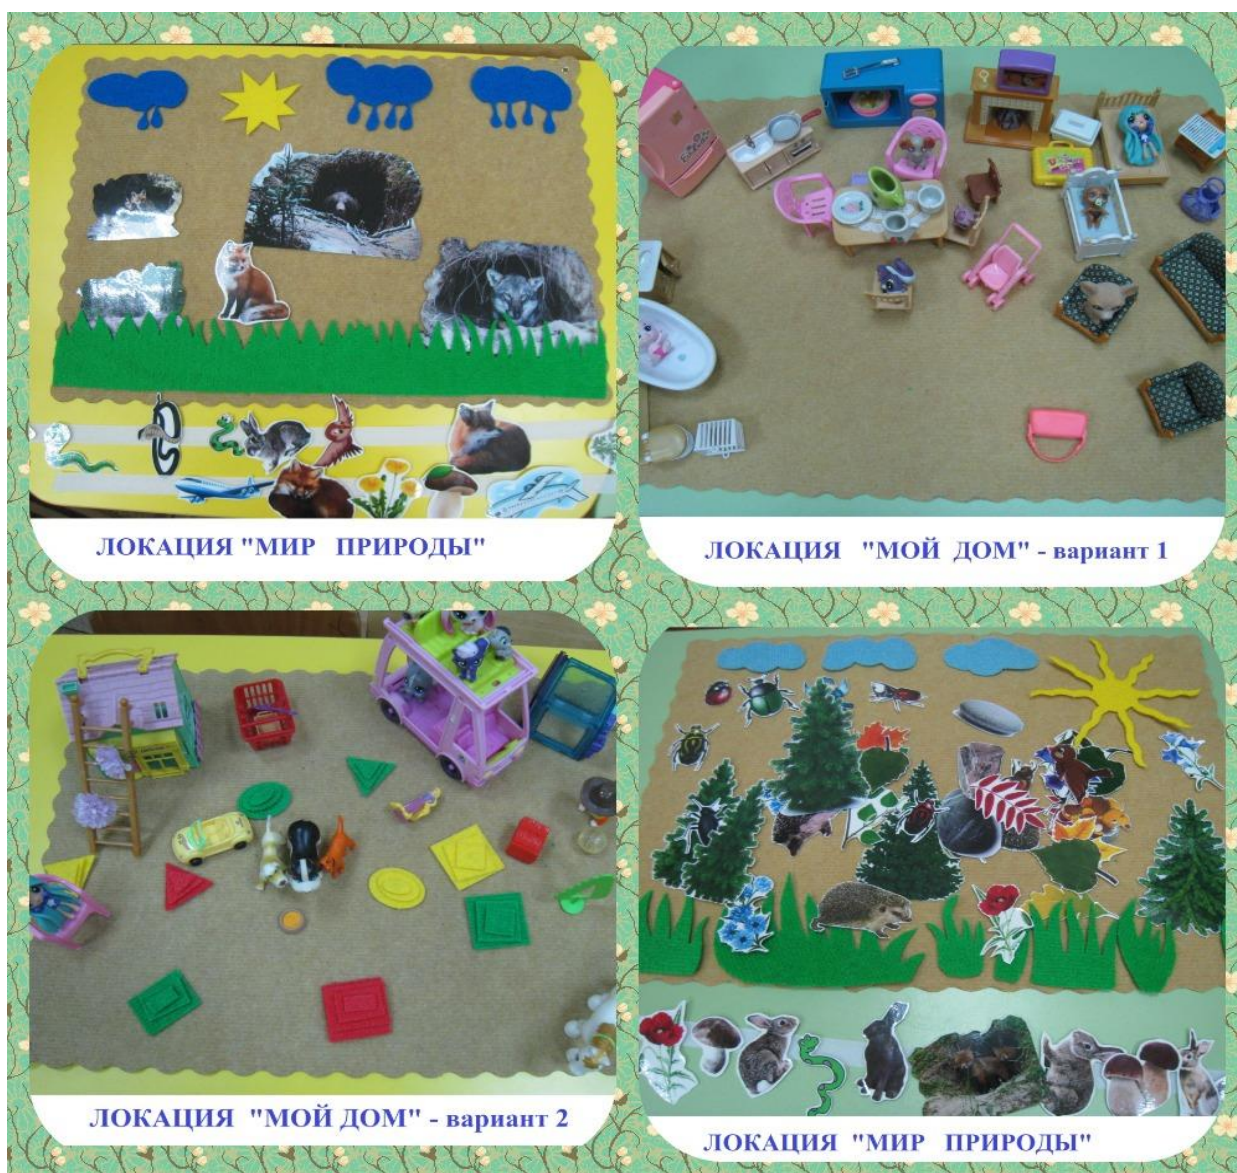 ЛОКАЦИЯ "МИР ПРИРОДЫ"
ЛОКАЦИЯ "МОЙ ДОМ" - вариант 1
ЛОКАЦИЯ "МОЙ ДОМ" - вариант 2
ЛОКАЦИЯ "МИР ПРИРОДЫ"